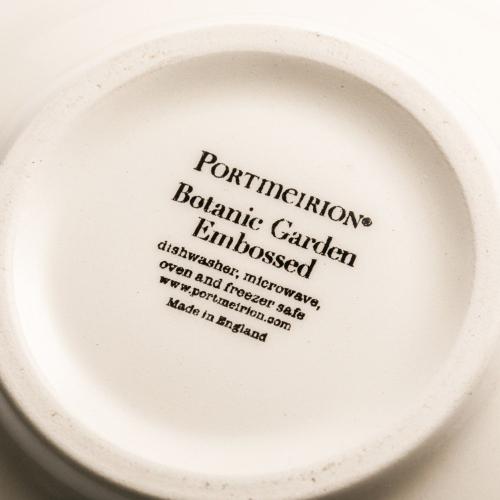 PORTMEIRION®
Botanic Garden
Embossed
dishwasher, microwave,
oven and freezer safe
www.portmeirion.com
Made in England